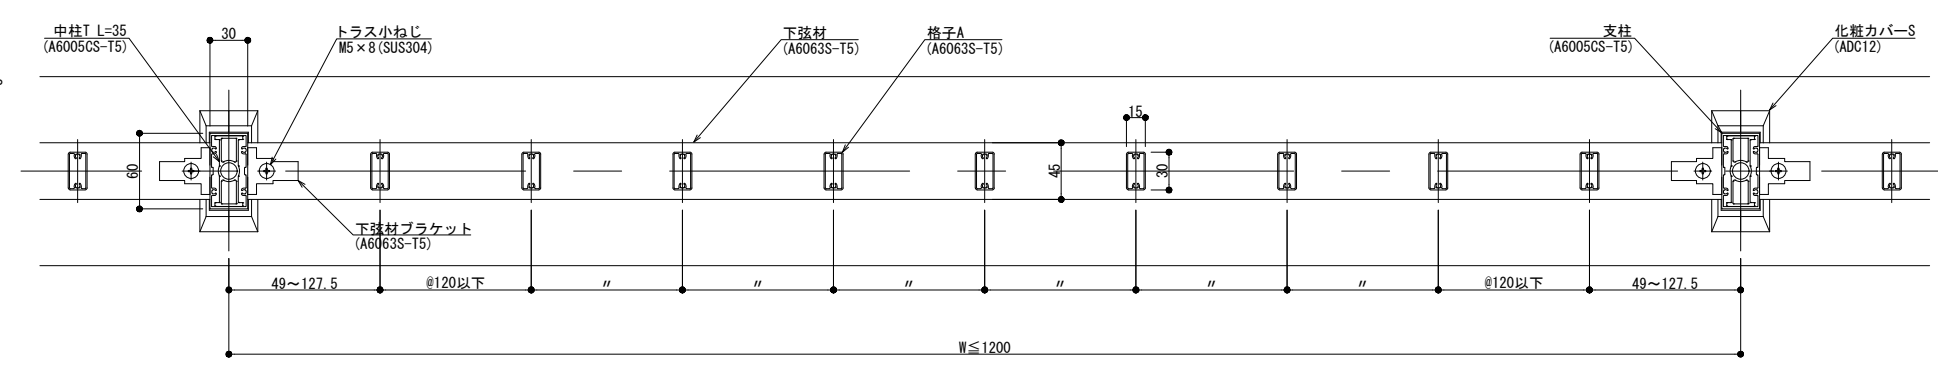 中柱T L=35
(A6005CS-T5)
30
トラス小ねじ
M5×8(SUS304)
下弦材
(A6063S-T5)
格子A
(A6063S-T5)
支柱
(A6005CS-T5)
化粧カバーS
(ADC12)
。
15
60
45
30
下弦材ブラケット
(A6063S-T5)
49～127.5
@120以下
〃
〃
〃
〃
〃
〃
@120以下
49～127.5
W≦1200